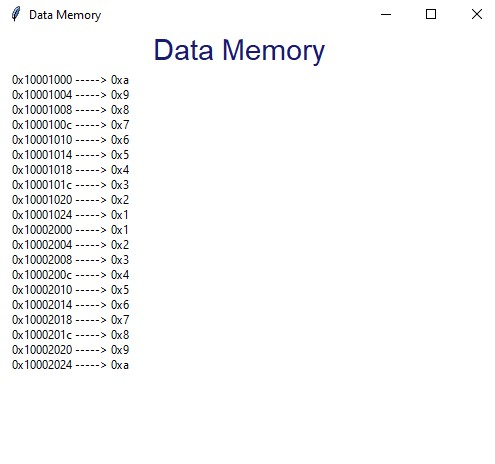 Data Memory
Data Memory
0x10001000 -----> 0xa
0x10001004 -----> 0x9
0x10001008 -----> 0x8
0x1000100c -----> 0x7
0x10001010 -----> 0x6
0x10001014 -----> 0x5
0x10001018 -----> 0x4
0x1000101c -----> 0x3
0x10001020 -----> 0x2
0x10001024 -----> 0x1
0x10002000 -----> 0x1
0x10002004 -----> 0x2
0x10002008 -----> 0x3
0x1000200c -----> 0x4
0x10002010 -----> 0x5
0x10002014 -----> 0x6
0x10002018 -----> 0x7
0x1000201c -----> 0x8
0x10002020 -----> 0x9
0x10002024 -----> 0xa